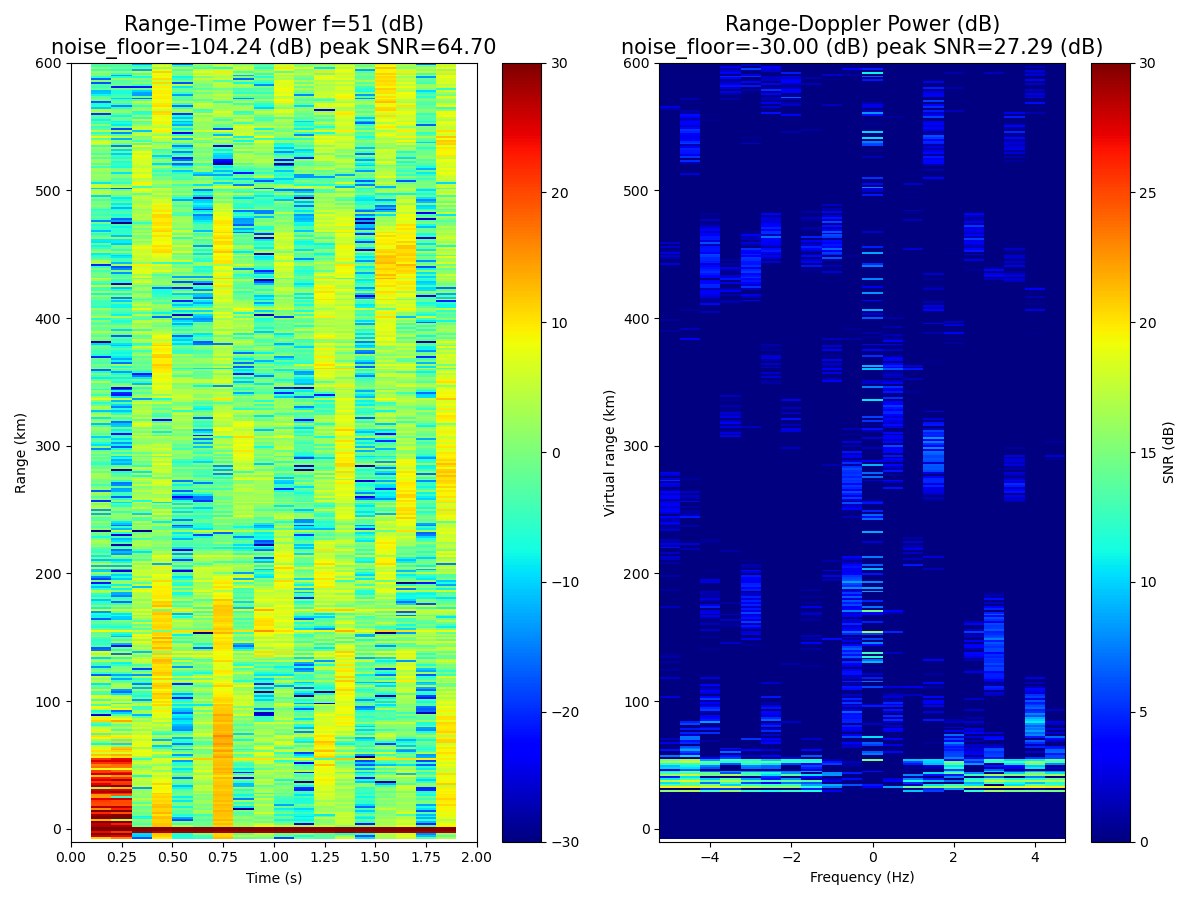 Range-Time Power f=51 (dB)
noise_floor=-104.24 (dB) peak SNR=64.70
600
500
400
300
200
100
0
Range (km)
0.00 0.25 0.50 0.75 1.00 1.25 1.50 1.75 2.00
Time (s)
30
20
10
0
−10
−20
−30
Range-Doppler Power (dB)
noise_floor=-30.00 (dB) peak SNR=27.29 (dB)
600
500
400
300
200
100
0
Virtual range (km)
−4 −2 0 2 4
Frequency (Hz)
30
25
20
15
10
5
0
SNR (dB)